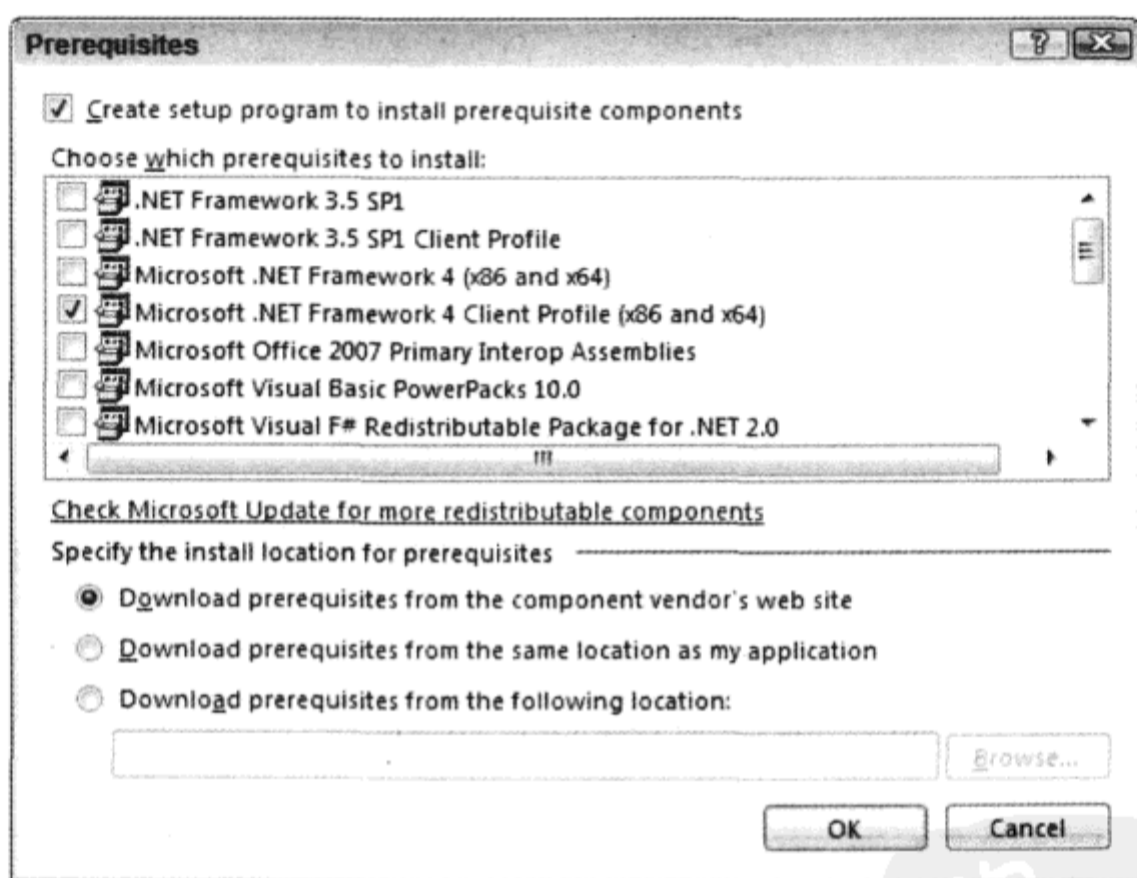 Prerequisites
Create setup program to install prerequisite components
Choose which prerequisites to install:
.NET Framework 3.5 SP1
.NET Framework 3.5 SP1 Client Profile
Microsoft .NET Framework 4 (x86 and x64)
Microsoft .NET Framework 4 Client Profile (x86 and x64)
Microsoft Office 2007 Primary Interop Assemblies
Microsoft Visual Basic PowerPacks 10.0
Microsoft Visual F# Redistributable Package for .NET 2.0
Check Microsoft Update for more redistributable components
Specify the install location for prerequisites
Download prerequisites from the component vendor's web site
Download prerequisites from the same location as my application
Download prerequisites from the following location:
Browse...
OK Cancel